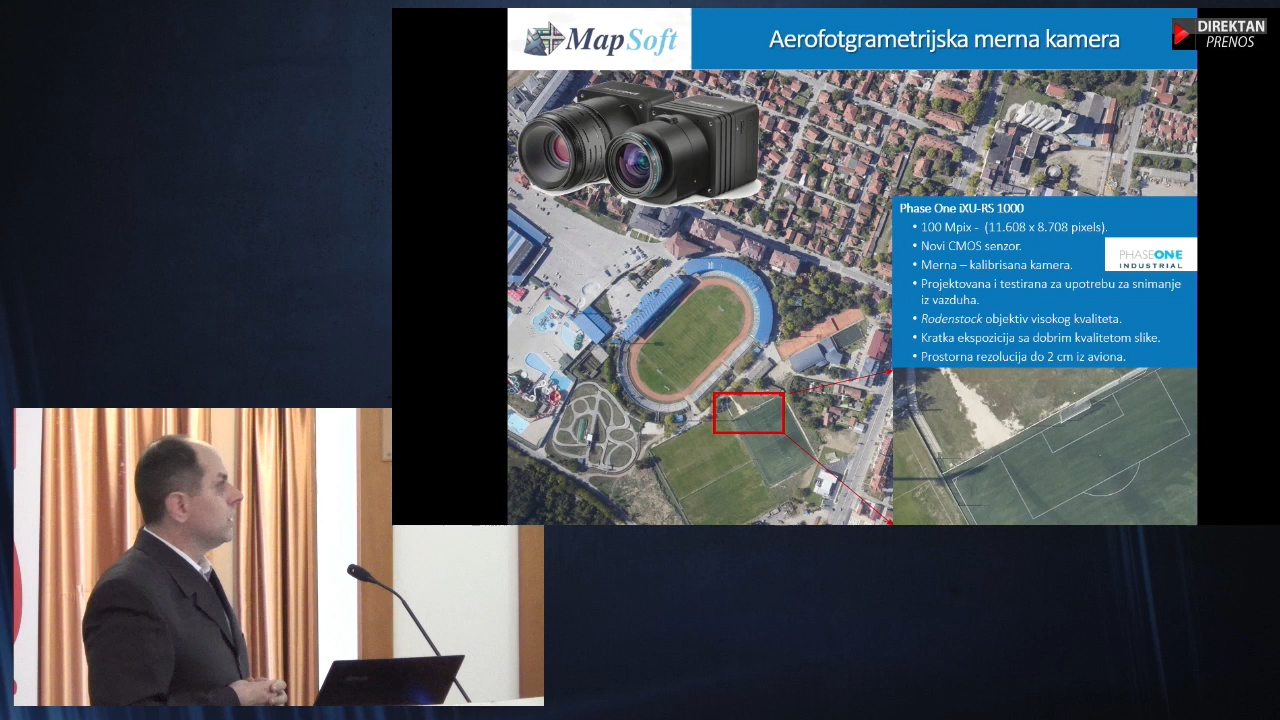 MapSoft
Aerofotgrametrijska merna kamera
DIREKTAN
PRENOS
Phase One iXU-RS 1000
• 100 Mpix - (11.608 x 8.708 pixels).
• Novi CMOS senzor.
• Merna – kalibrisana kamera.
PHASEONE
INDUSTRIAL
• Projektovana i testirana za upotrebu za snimanje
iz vazduha.
• Rodenstock objektiv visokog kvaliteta.
• Kratka ekspozicija sa dobrim kvalitetom slike.
• Prostorna rezolucija do 2 cm iz aviona.